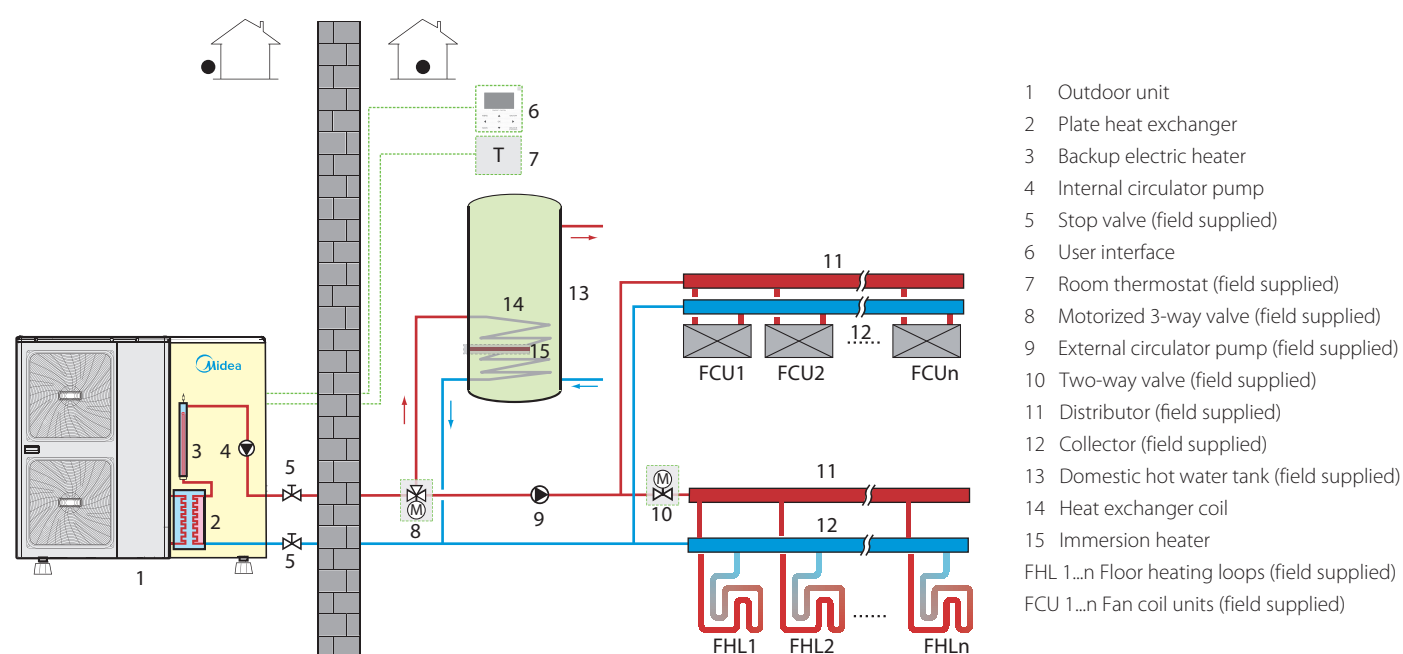 6
T
7
11
13
14
12
......
15
FCU1
FCU2
FCUn
Midea
3
4
5
11
M
M
2
8
9
10
12
5
1
......
FHL1
FHL2
FHLn
1 Outdoor unit
2 Plate heat exchanger
3 Backup electric heater
4 Internal circulator pump
5 Stop valve (field supplied)
6 User interface
7 Room thermostat (field supplied)
8 Motorized 3-way valve (field supplied)
9 External circulator pump (field supplied)
10 Two-way valve (field supplied)
11 Distributor (field supplied)
12 Collector (field supplied)
13 Domestic hot water tank (field supplied)
14 Heat exchanger coil
15 Immersion heater
FHL 1...n Floor heating loops (field supplied)
FCU 1...n Fan coil units (field supplied)